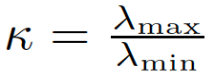 κ = λmax / λmin